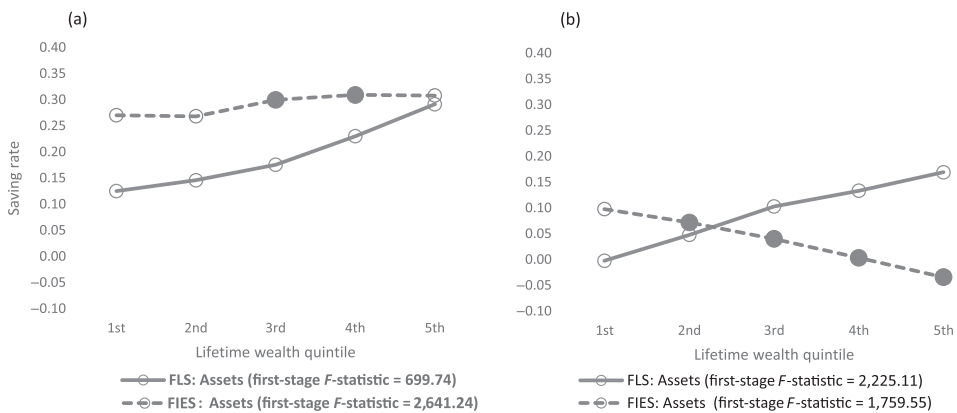 (a)
0.40
0.35
0.30
0.25
0.20
0.15
0.10
0.05
0.00
−0.05
−0.10
Saving rate
1st 2nd 3rd 4th 5th
Lifetime wealth quintile
FLS: Assets (first-stage F-statistic = 699.74)
FIES : Assets (first-stage F-statistic = 2,641.24)
(b)
0.40
0.35
0.30
0.25
0.20
0.15
0.10
0.05
0.00
−0.05
−0.10
1st 2nd 3rd 4th 5th
Lifetime wealth quintile
FLS: Assets (first-stage F-statistic = 2,225.11)
FIES: Assets (first-stage F-statistic = 1,759.55)